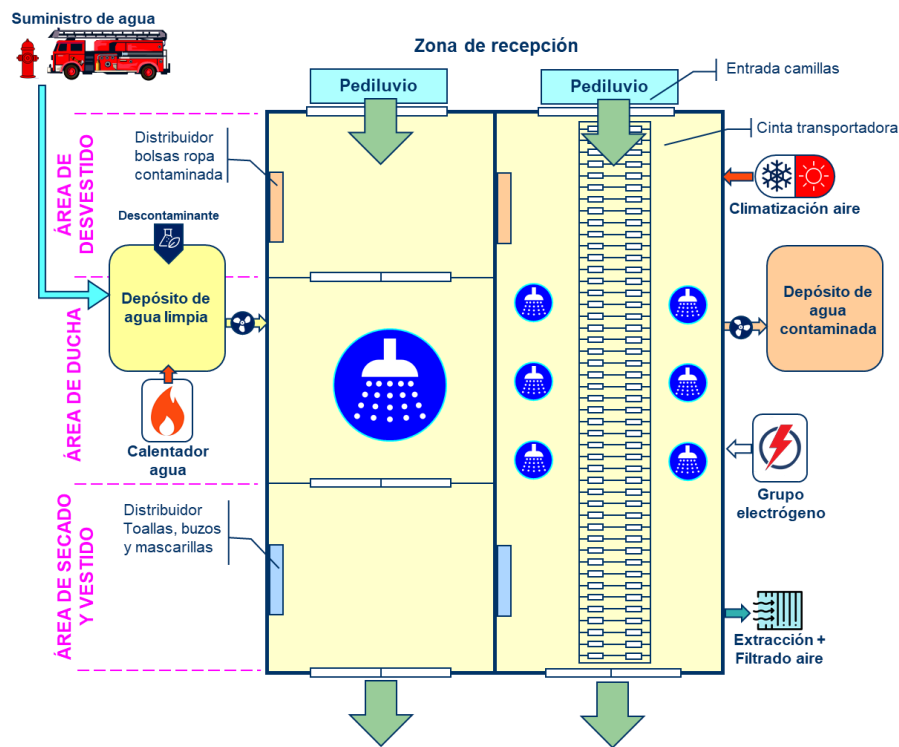 Suministro de agua
Zona de recepción
Pediluvio
Pediluvio
Entrada camillas
Cinta transportadora
Distribuidor
bolsas ropa
contaminada
ÁREA DE
DESVESTIDO
Climatización aire
Descontaminante
Depósito de
agua limpia
Depósito de
agua
contaminada
ÁREA DE DUCHA
Calentador
agua
Grupo
electrógeno
Distribuidor
Toallas, buzos
y mascarillas
ÁREA DE SECADO
Y VESTIDO
Extracción +
Filtrado aire